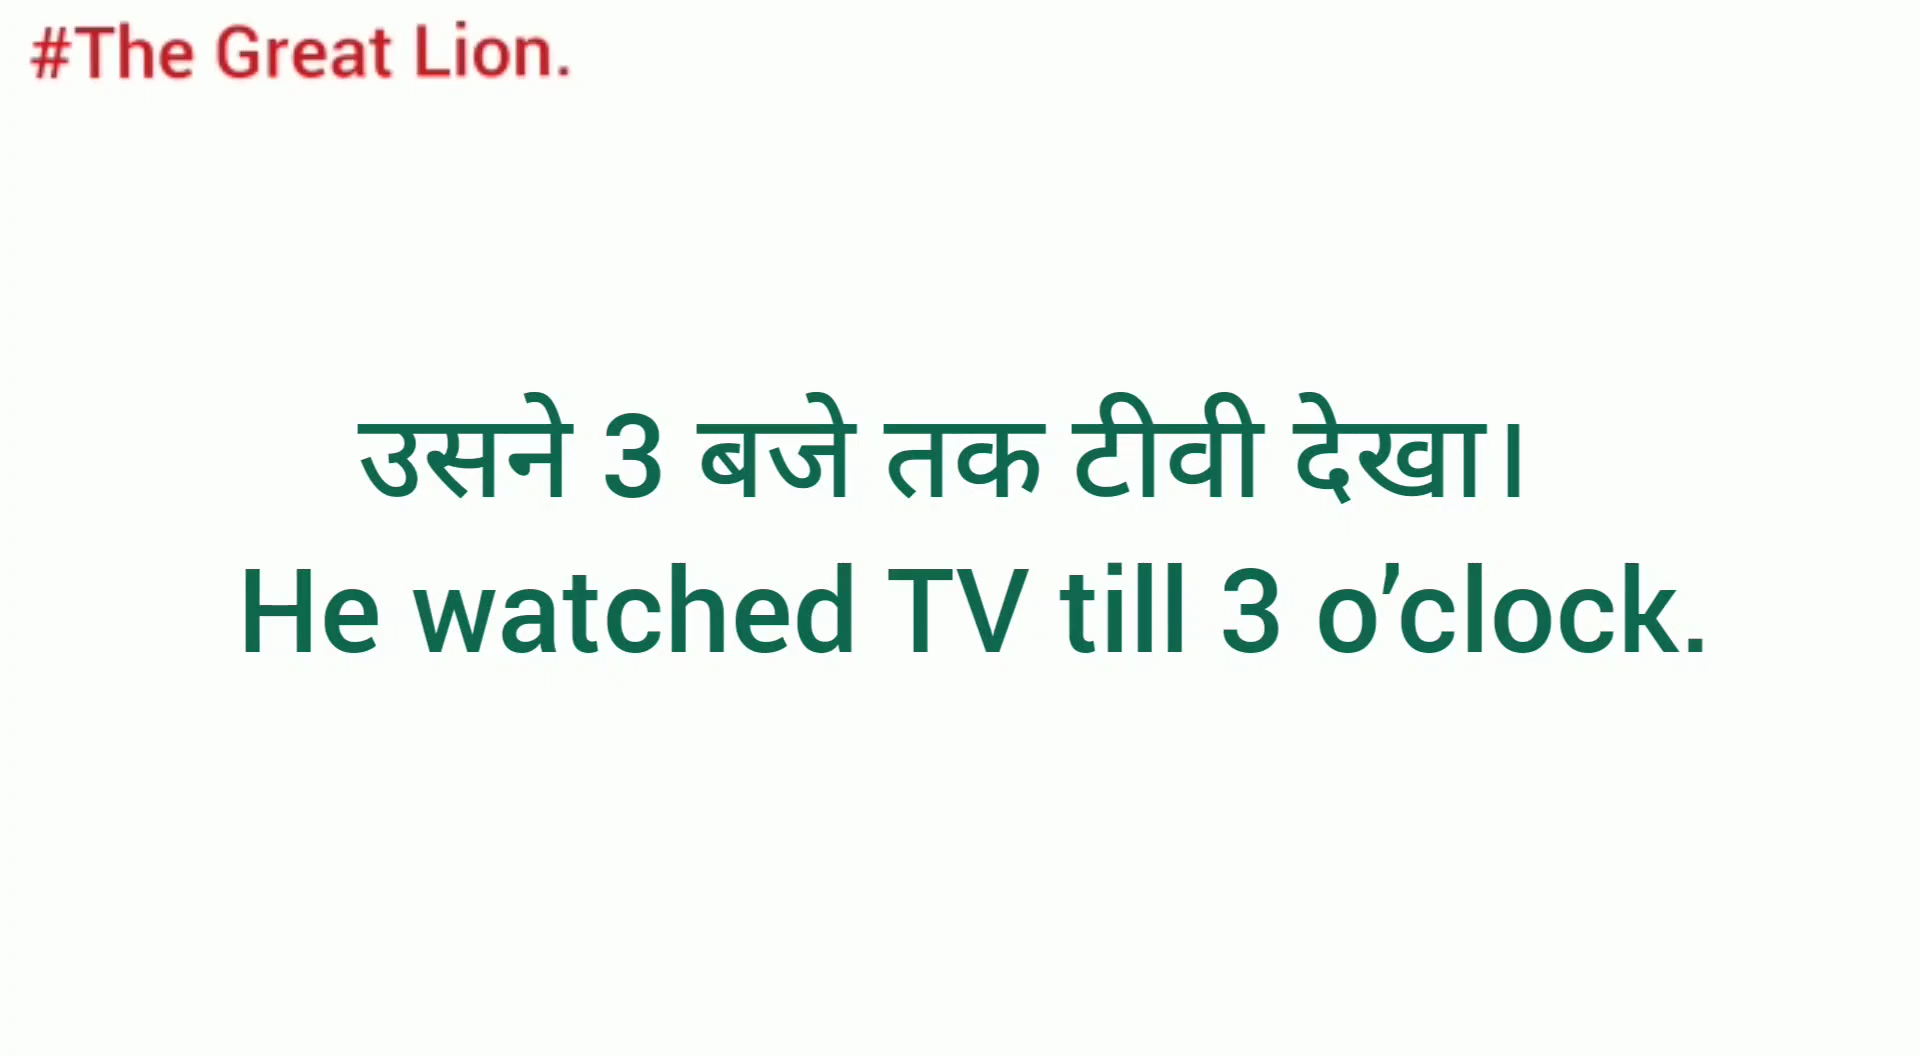 #The Great Lion.
उसने 3 बजे तक टीवी देखा।
He watched TV till 3 o’clock.